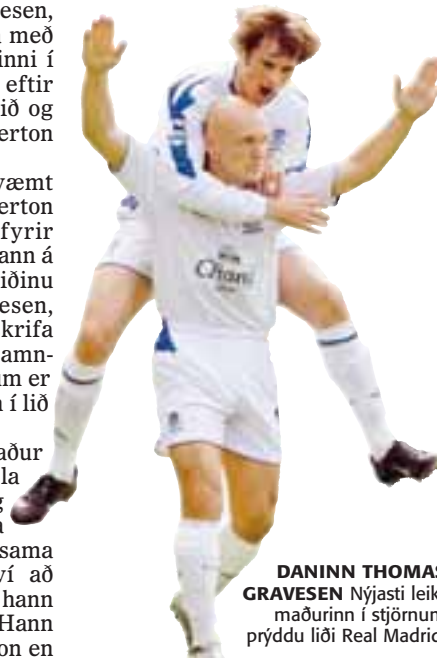 esen,
með
inni í
eftir
ið og
erton
væmt
erton
fyrir
ann á
iðinu
esen,
krifa
amn-
um er
í lið
aður
la
g
a
sama
ví að
hann
Hann
on en
Chang
DANINN THOMAS
GRAVESEN Nýjasti leik-
maðurinn í stjörnum
prýddu liði Real Madrid.